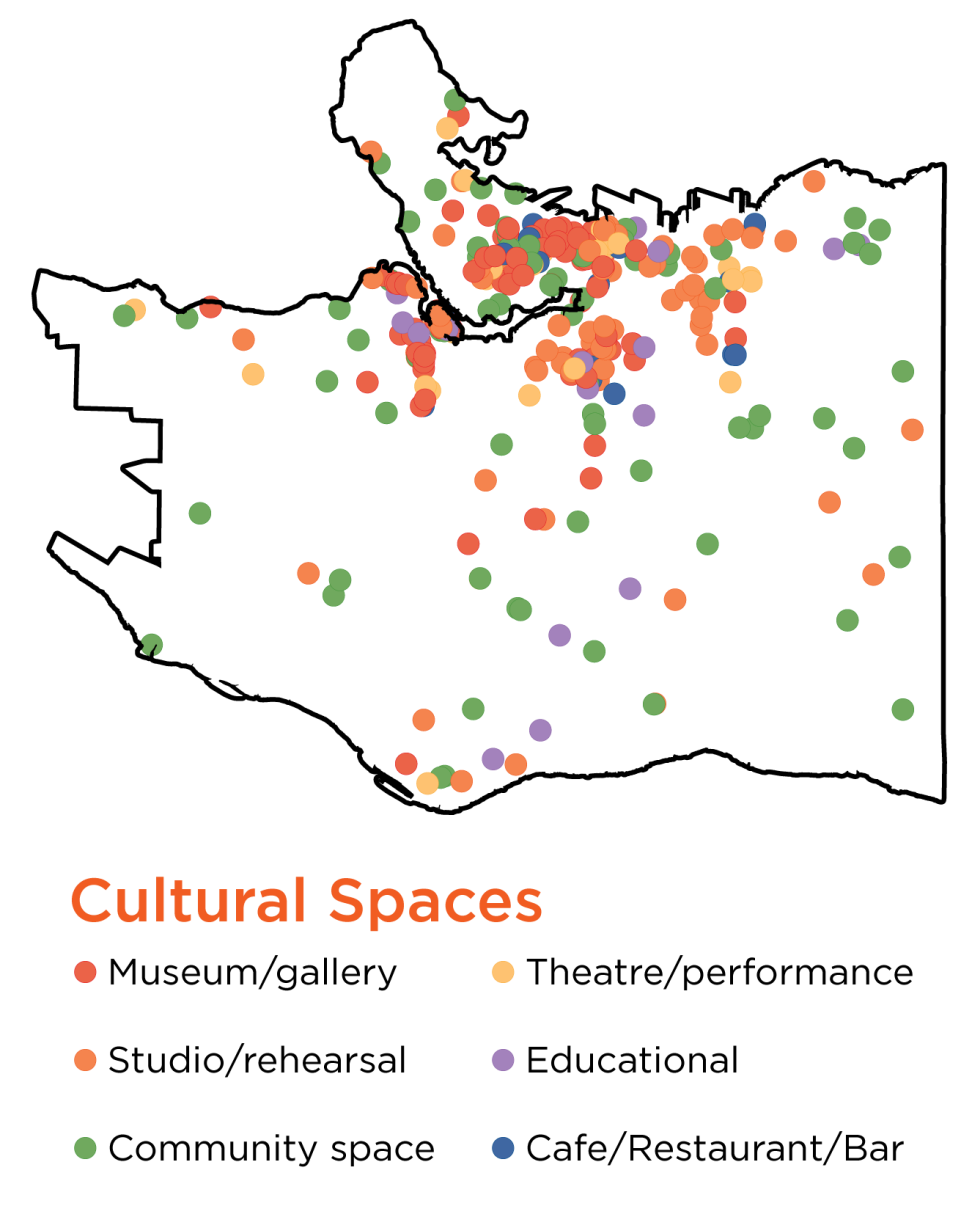 Cultural Spaces
Museum/gallery
Theatre/performance
Studio/rehearsal
Educational
Community space
Cafe/Restaurant/Bar